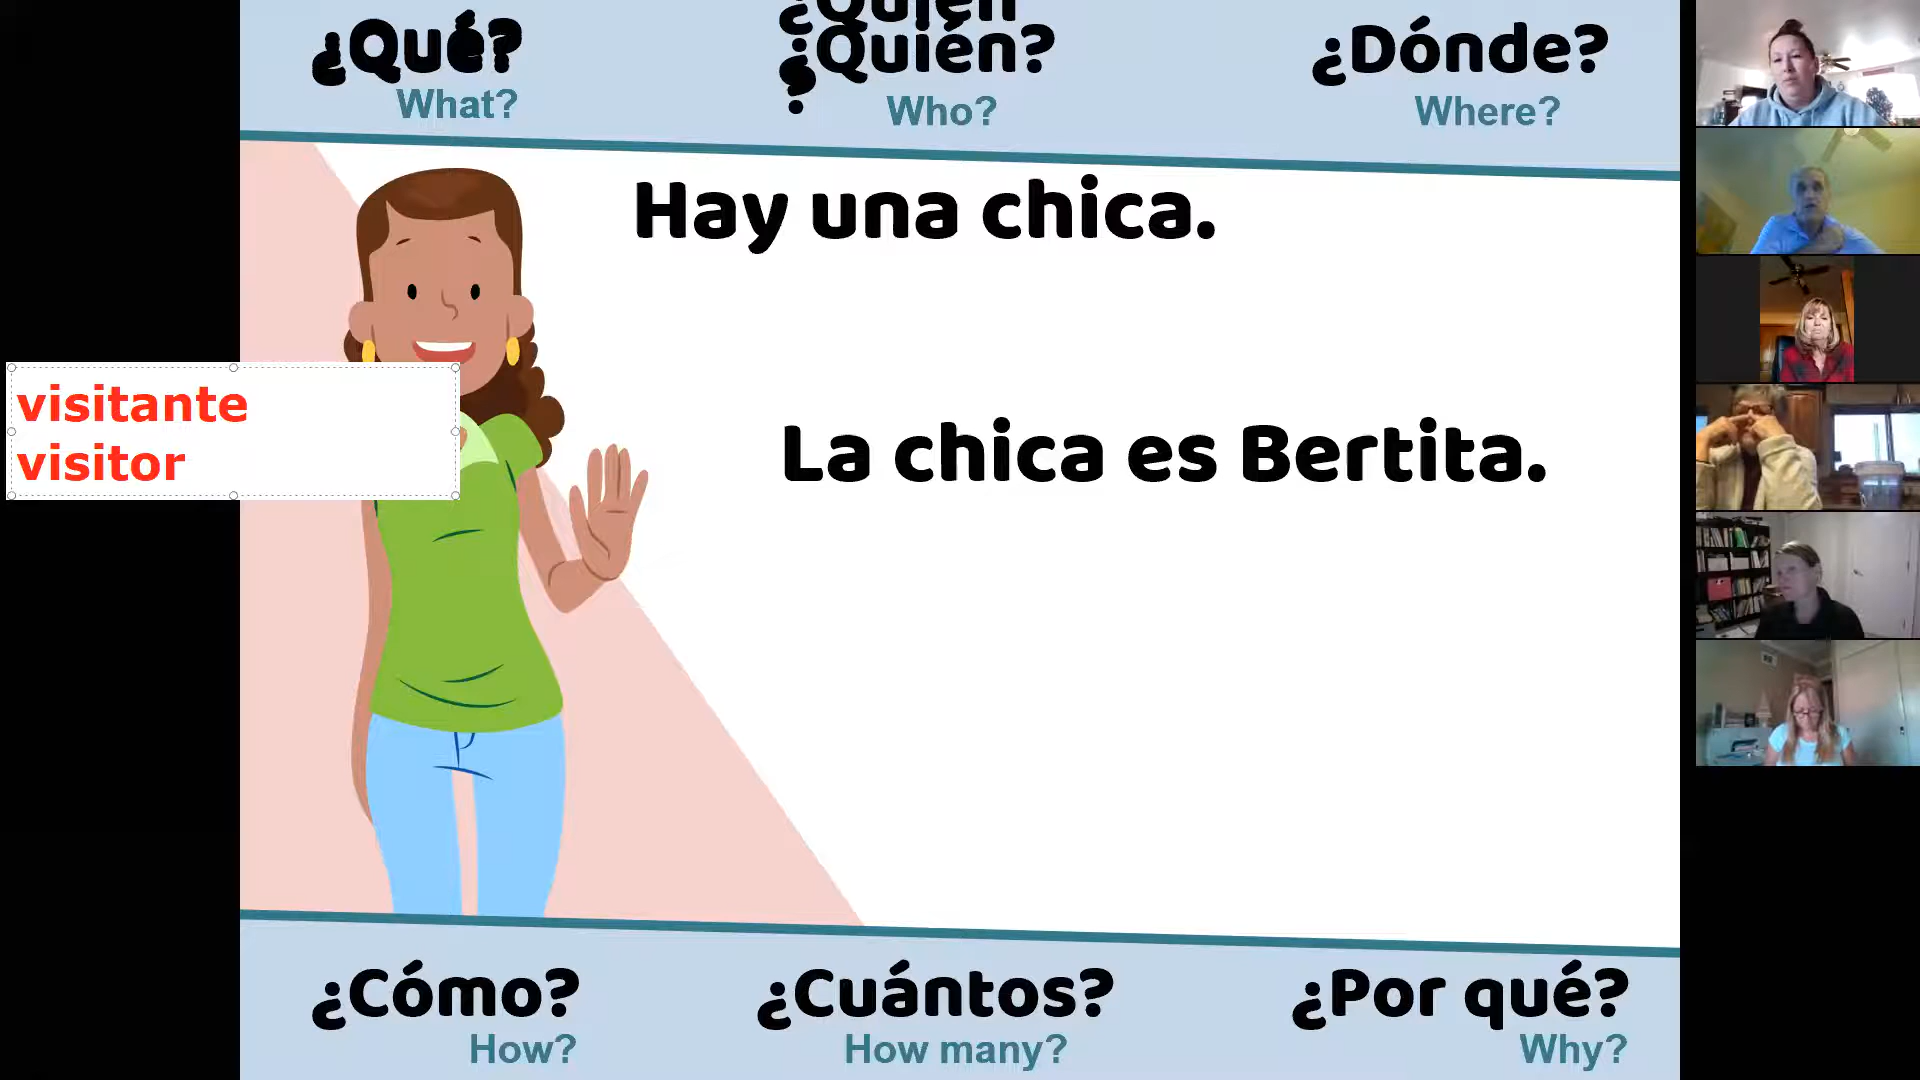 ¿Quién
¿Qué?
¿Quién?
¿Dónde?
?
What?
Who?
Where?
Hay una chica.
visitante
visitor
La chica es Bertita.
¿Cómo?
¿Cuántos?
¿Por qué?
How?
How many?
Why?